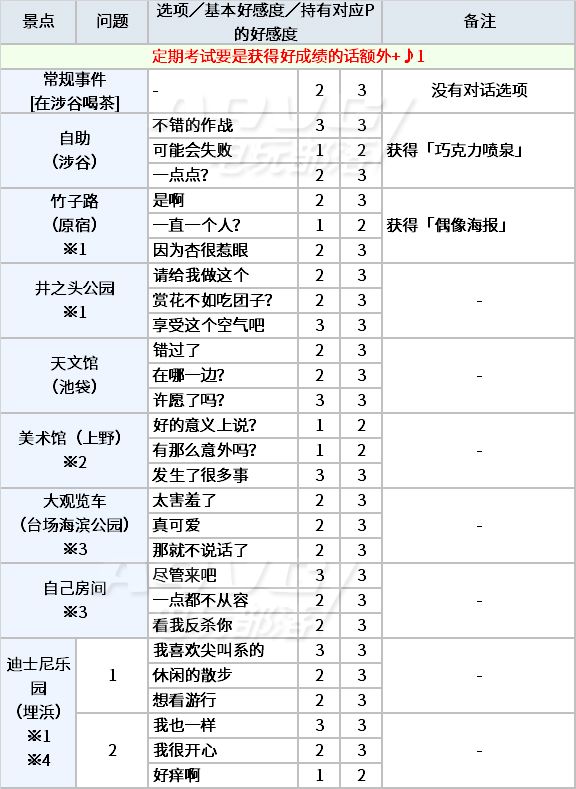 景点 问题 选项／基本好感度／持有对应P的好感度 备注
定期考试要是获得好成绩的话额外+♪1
常规事件
[在涉谷喝茶] - 2 3 没有对话选项
自助
（涉谷）
不错的作战 3 3
可能会失败 1 2 获得「巧克力喷泉」
一点点? 2 3
竹子路
（原宿）
※1
是啊 2 3
一直一个人? 1 2 获得「偶像海报」
因为杏很惹眼 2 3
井之头公园
※1
请给我做这个 2 3
赏花不如吃团子? 2 3 -
享受这个空气吧 3 3
天文馆
（池袋）
错过了 2 3
在哪一边? 2 3 -
许愿了吗? 3 3
美术馆（上野）
※2
好的意义上说? 1 2
有那么意外吗? 1 2 -
发生了很多事 3 3
大观览车
（台场海滨公园）
※3
太害羞了 2 3
真可爱 2 3 -
那就不说话了 2 3
自己房间
※3
尽管来吧 3 3
一点都不从容 2 3 -
看我反杀你 2 3
迪士尼乐园
（埋浜）
※1
※4
1
我喜欢尖叫系的 3 3
休闲的散步 2 3 -
想看游行 2 3
2
我也一样 3 3
我很开心 2 3 -
好痒啊 1 2